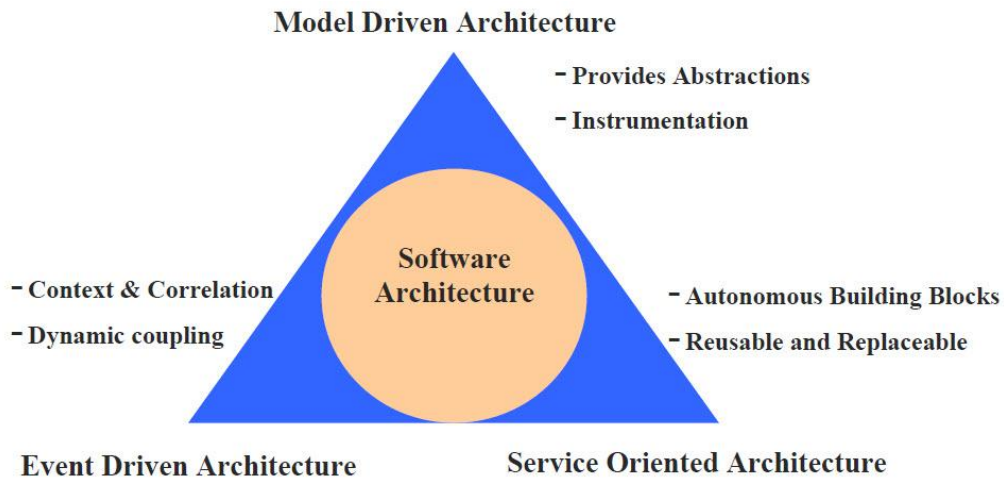 Model Driven Architecture
- Provides Abstractions
- Instrumentation
Software
Architecture
- Context & Correlation
- Dynamic coupling
- Autonomous Building Blocks
- Reusable and Replaceable
Event Driven Architecture
Service Oriented Architecture